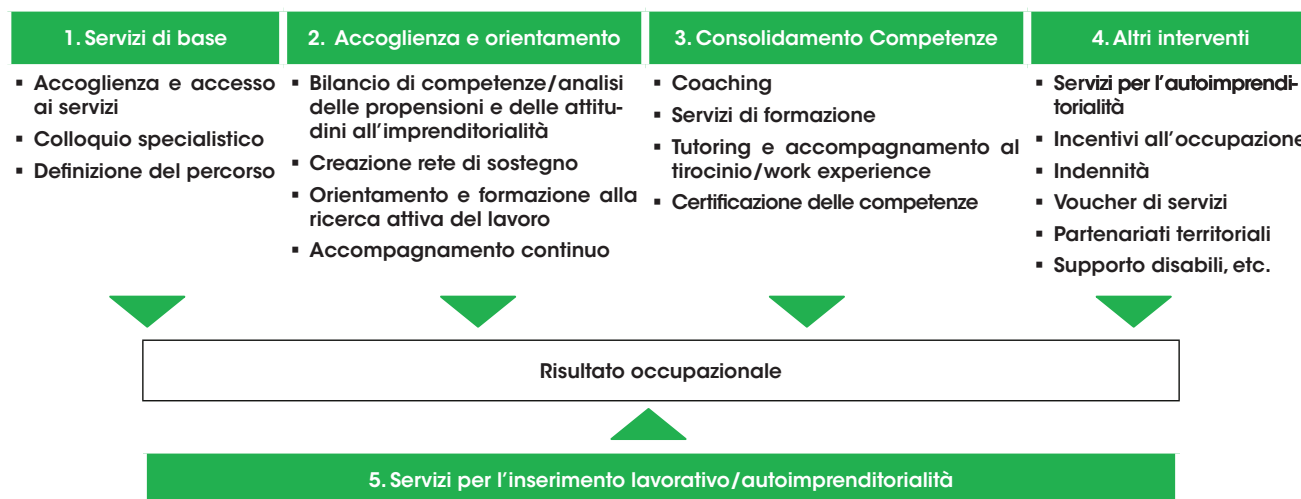 1. Servizi di base
▪ Accoglienza e accesso
ai servizi
▪ Colloquio specialistico
▪ Definizione del percorso
2. Accoglienza e orientamento
▪ Bilancio di competenze/analisi
delle propensioni e delle attitu-
dini all'imprenditorialità
▪ Creazione rete di sostegno
▪ Orientamento e formazione alla
ricerca attiva del lavoro
▪ Accompagnamento continuo
3. Consolidamento Competenze
▪ Coaching
▪ Servizi di formazione
▪ Tutoring e accompagnamento al
tirocinio/work experience
▪ Certificazione delle competenze
4. Altri interventi
▪ Servizi per l'autoimprendi-
torialità
▪ Incentivi all'occupazione
▪ Indennità
▪ Voucher di servizi
▪ Partenariati territoriali
▪ Supporto disabili, etc.
Risultato occupazionale
5. Servizi per l'inserimento lavorativo/autoimprenditorialità